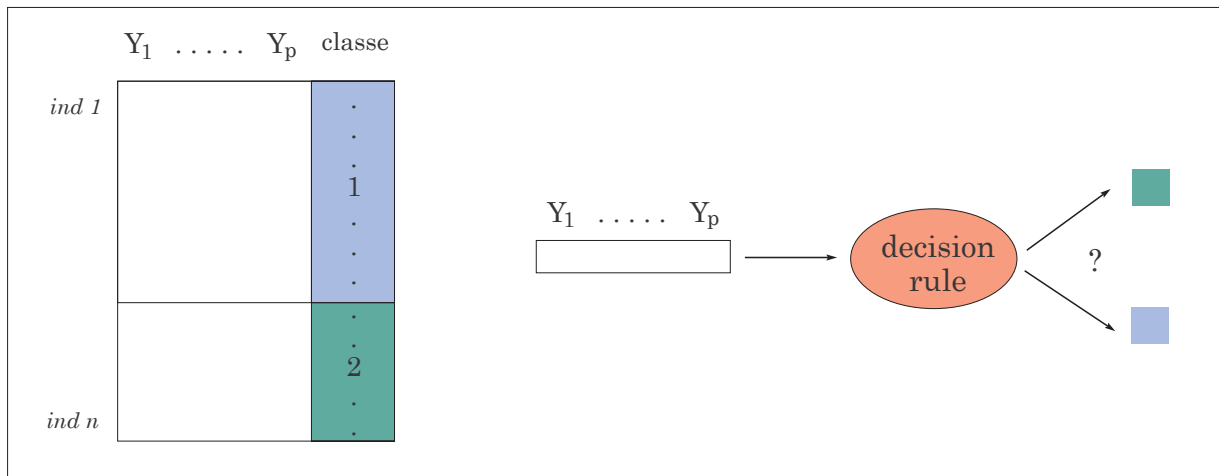 Y1 ..... Yp classe
ind 1
.
.
.
1
.
.
.
.
.
2
.
.
ind n
Y1 ..... Yp
decision
rule
?